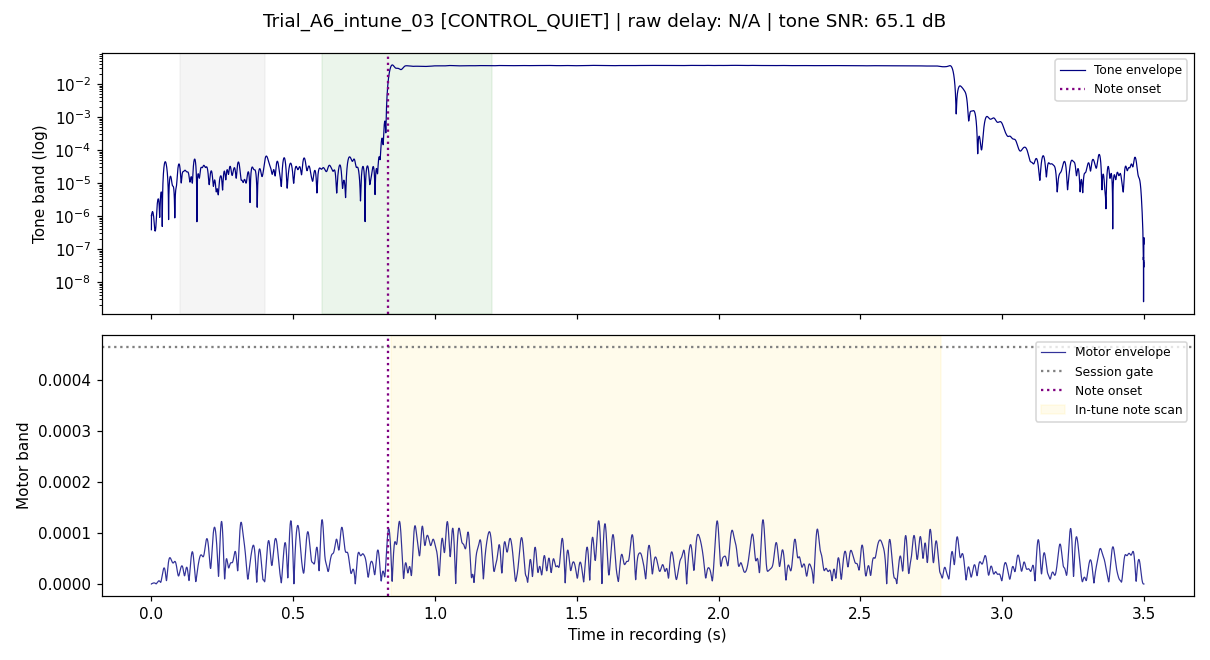 Trial_A6_intune_03 [CONTROL_QUIET] | raw delay: N/A | tone SNR: 65.1 dB
Tone band (log)
10⁻²
10⁻³
10⁻⁴
10⁻⁵
10⁻⁶
10⁻⁷
10⁻⁸
Tone envelope
Note onset
Motor band
0.0004
0.0003
0.0002
0.0001
0.0000
Motor envelope
Session gate
Note onset
In-tune note scan
0.0 0.5 1.0 1.5 2.0 2.5 3.0 3.5
Time in recording (s)